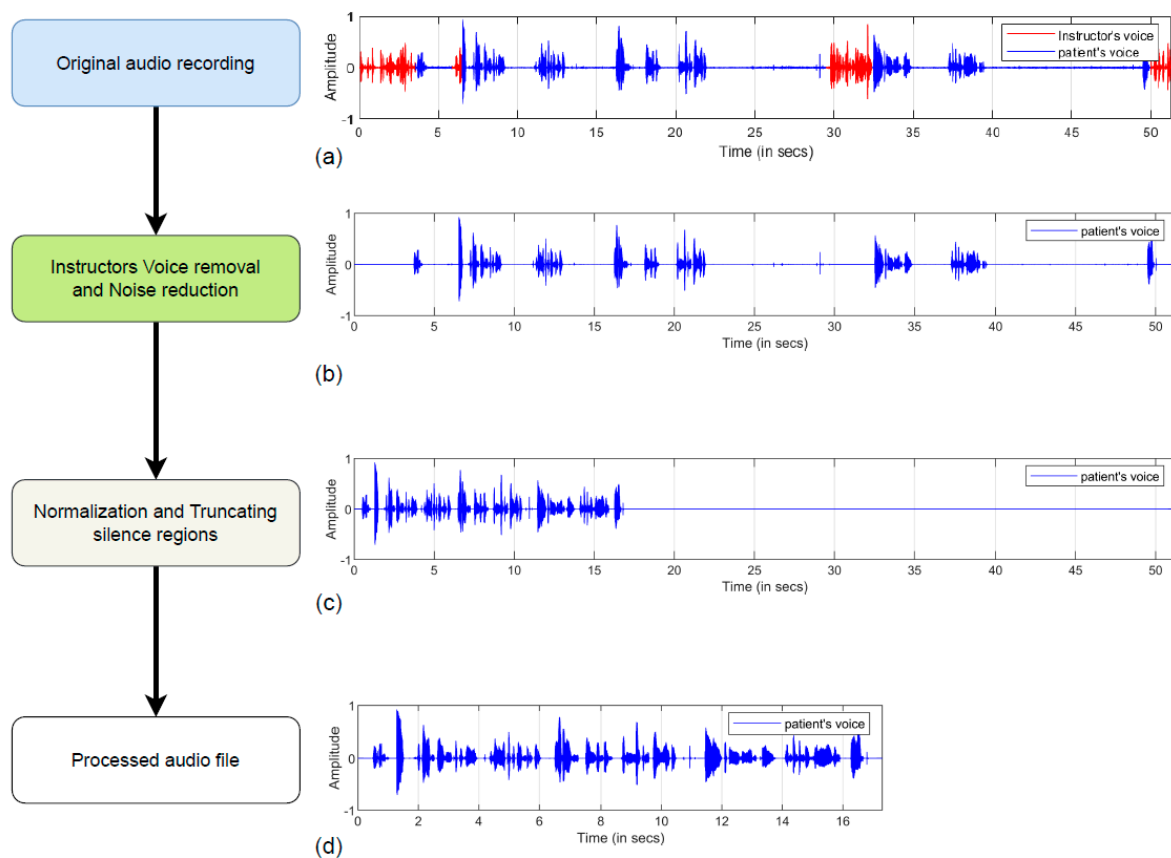 Original audio recording
1
0
-1
Amplitude
Instructor's voice
patient's voice
0 5 10 15 20 25 30 35 40 45 50
Time (in secs)
(a)
Instructors Voice removal
and Noise reduction
1
0
-1
Amplitude
patient's voice
0 5 10 15 20 25 30 35 40 45 50
Time (in secs)
(b)
Normalization and Truncating
silence regions
1
0
-1
Amplitude
patient's voice
0 5 10 15 20 25 30 35 40 45 50
Time (in secs)
(c)
Processed audio file
1
0
-1
Amplitude
patient's voice
0 2 4 6 8 10 12 14 16
Time (in secs)
(d)